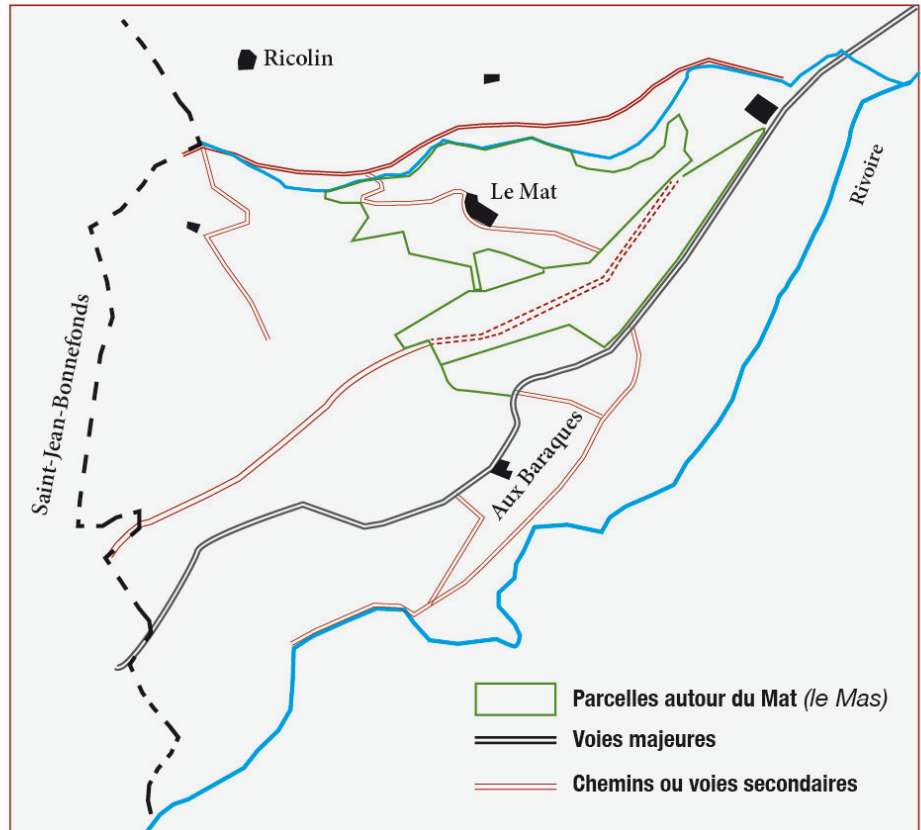 Ricolin
Le Mat
Rivoire
Saint-Jean-Bonnefonds
Aux Baraques
Parcelles autour du Mat (le Mas)
Voies majeures
Chemins ou voies secondaires